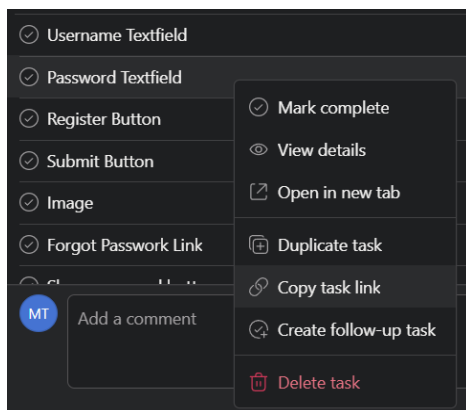 Username Textfield
Password Textfield
Register Button
Submit Button
Image
Forgot Passwork Link
Mark complete
View details
Open in new tab
Duplicate task
Copy task link
Create follow-up task
Delete task
MT
Add a comment